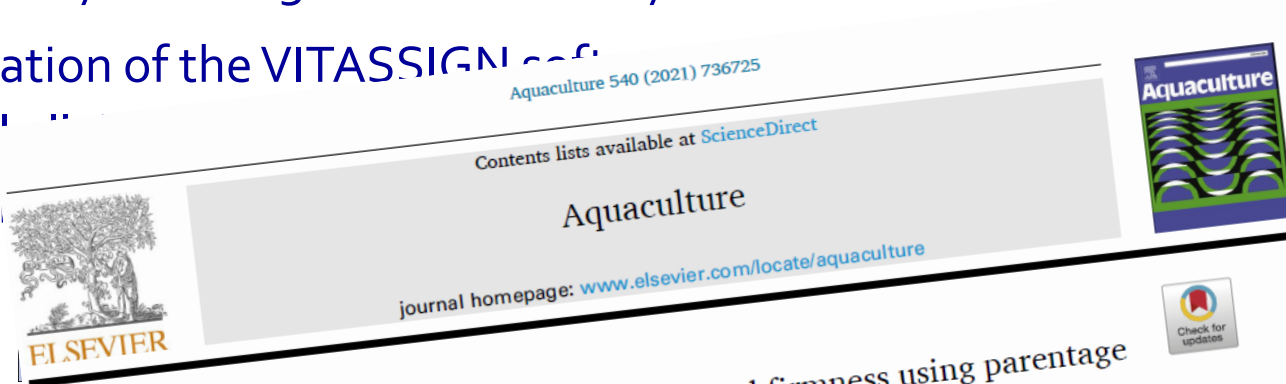 ation of the VITASSIGN
Aquaculture 540 (2021) 736725
Aquaculture
Contents lists available at ScienceDirect
Aquaculture
journal homepage: www.elsevier.com/locate/aquaculture
ELSEVIER
Check for
updates
firmness using parentage